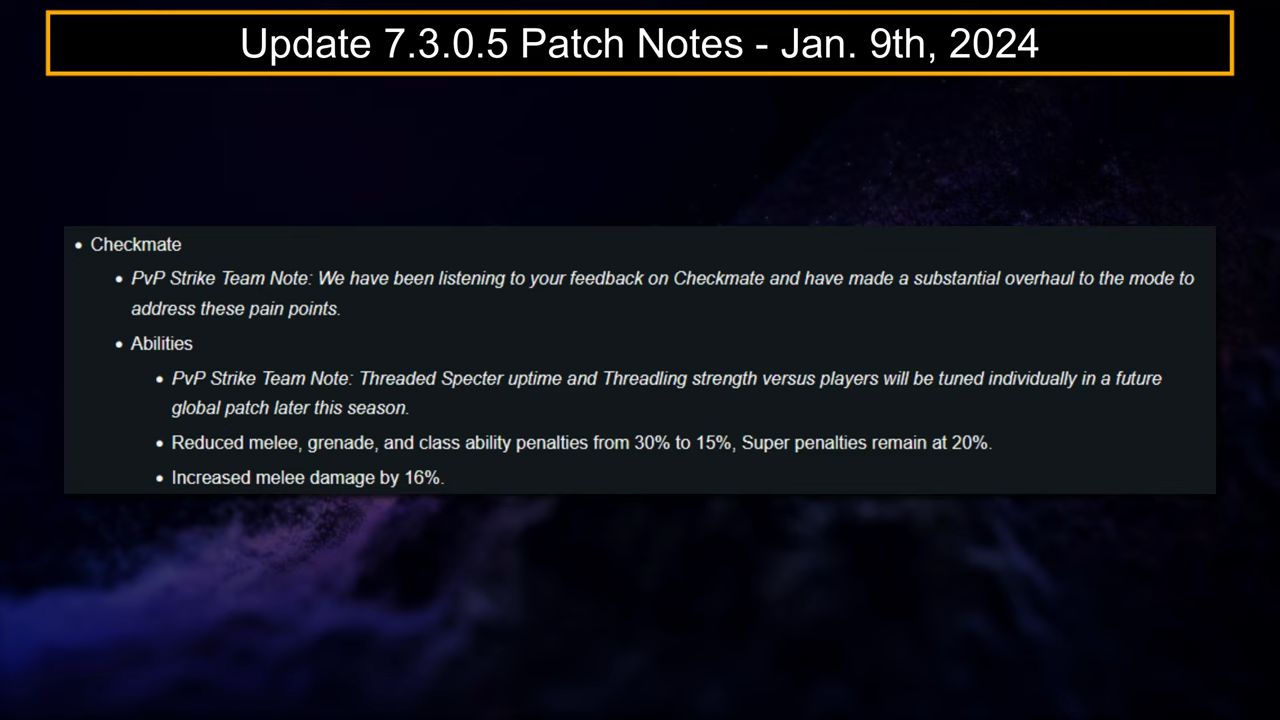 Update 7.3.0.5 Patch Notes - Jan. 9th, 2024
• Checkmate
• PvP Strike Team Note: We have been listening to your feedback on Checkmate and have made a substantial overhaul to the mode to
address these pain points.
• Abilities
• PvP Strike Team Note: Threaded Specter uptime and Threadling strength versus players will be tuned individually in a future
global patch later this season.
• Reduced melee, grenade, and class ability penalties from 30% to 15%, Super penalties remain at 20%.
• Increased melee damage by 16%.